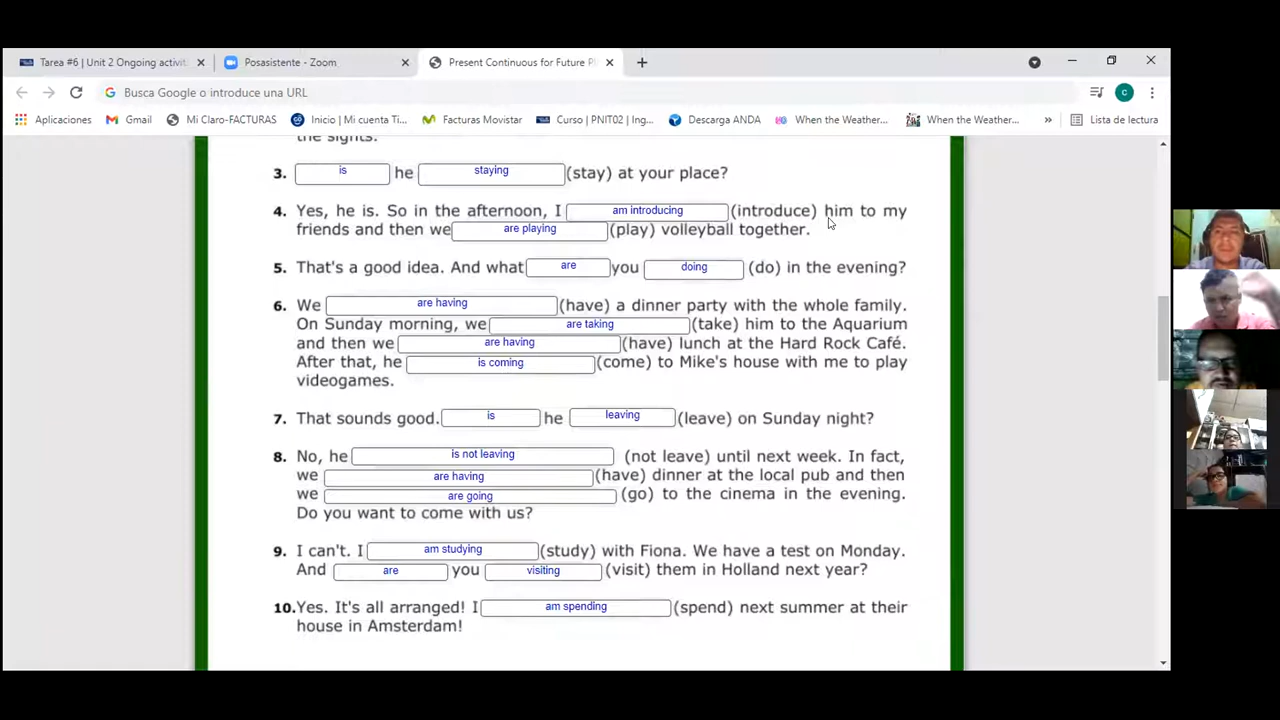 Tarea #6 | Unit 2 Ongoing activiti
Posasistente - Zoom
Present Continuous for Future Pl
Busca Google o introduce una URL
c
Aplicaciones
Gmail
Mi Claro-FACTURAS
Inicio | Mi cuenta Ti...
Facturas Movistar
Curso | PNIT02 | Ing...
Descarga ANDA
When the Weather...
When the Weather...
»
Lista de lectura
the sights.
3. is he staying (stay) at your place?
4. Yes, he is. So in the afternoon, I am introducing (introduce) him to my
friends and then we are playing (play) volleyball together.
5. That's a good idea. And what are you doing (do) in the evening?
6. We are having (have) a dinner party with the whole family.
On Sunday morning, we are taking (take) him to the Aquarium
and then we are having (have) lunch at the Hard Rock Café.
After that, he is coming (come) to Mike's house with me to play
videogames.
7. That sounds good. is he leaving (leave) on Sunday night?
8. No, he is not leaving (not leave) until next week. In fact,
we are having (have) dinner at the local pub and then
we are going (go) to the cinema in the evening.
Do you want to come with us?
9. I can't. I am studying (study) with Fiona. We have a test on Monday.
And are you visiting (visit) them in Holland next year?
10. Yes. It's all arranged! I am spending (spend) next summer at their
house in Amsterdam!